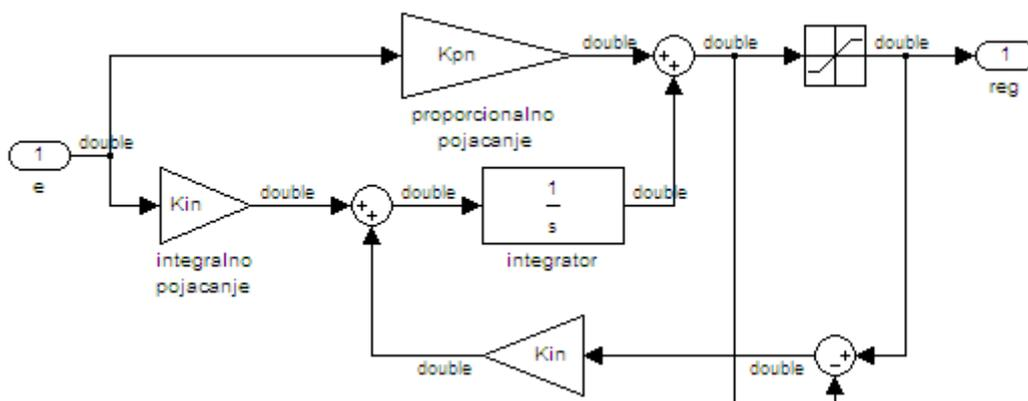 Kpn
double
double
double
1
reg
proporcionalno
pojacanje
1
double
e
Kin
double
double
1
s
double
integralno
pojacanje
integrator
Kin
double
double